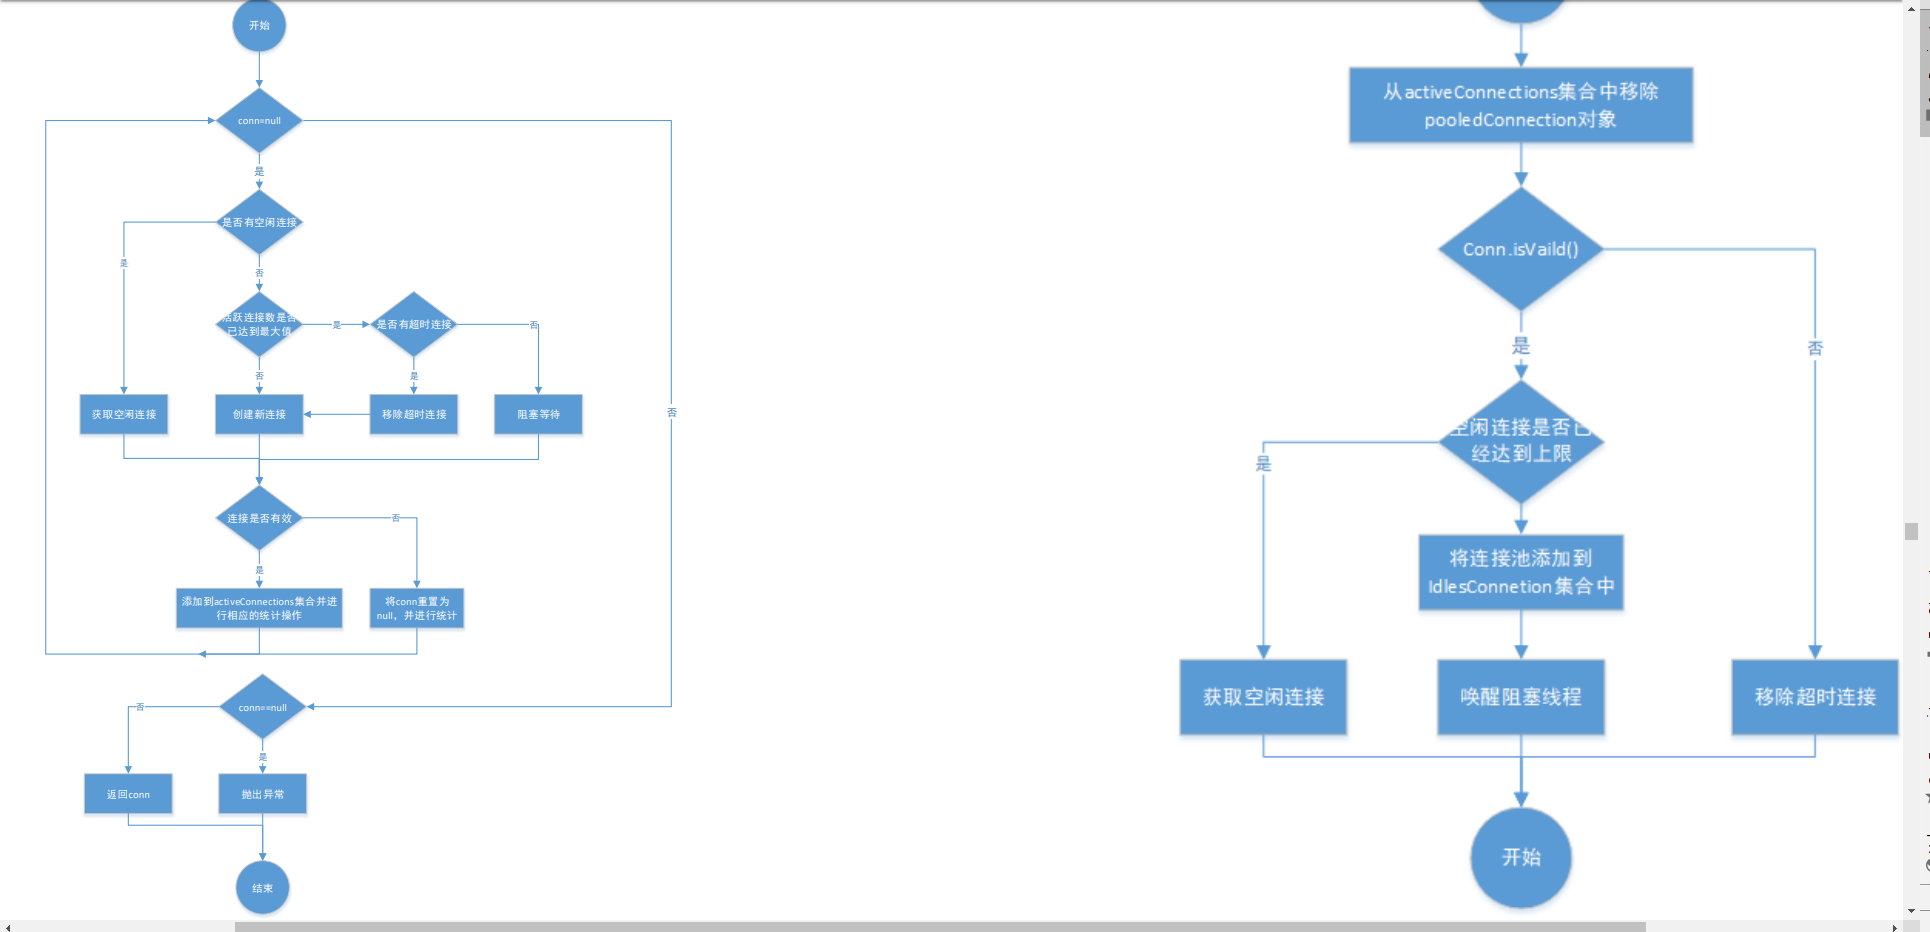 开始
conn=null
是
否
是否有空闲连接
是
否
活跃连接数是否
已达到最大值
是
是否有超时连接
否
否
是
获取空闲连接
创建新连接
移除超时连接
阻塞等待
连接是否有效
否
是
添加到activeConnections集合并进
行相应的统计操作
将conn重置为
null，并进行统计
conn==null
否
是
返回conn
抛出异常
结束
从activeConnections集合中移除
pooledConnection对象
Conn.isVaild()
是
否
空闲连接是否已
经达到上限
是
将连接池添加到
IdlesConnetion集合中
获取空闲连接
唤醒阻塞线程
移除超时连接
开始